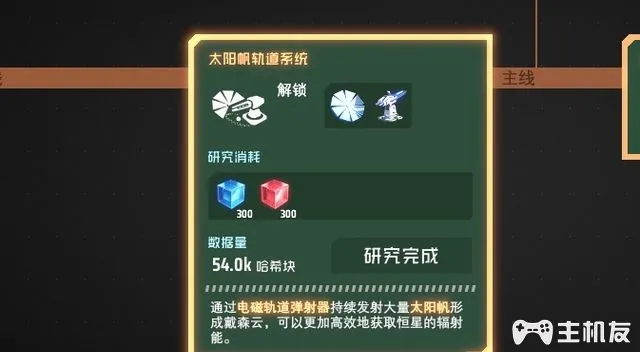 太阳帆轨道系统
解锁
线
主线
研究消耗
300
300
数据量
54.0k 哈希块
研究完成
通过电磁轨道弹射器持续发射大量太阳帆形
成戴森云，可以更加高效地获取恒星的辐射
能。
主机友